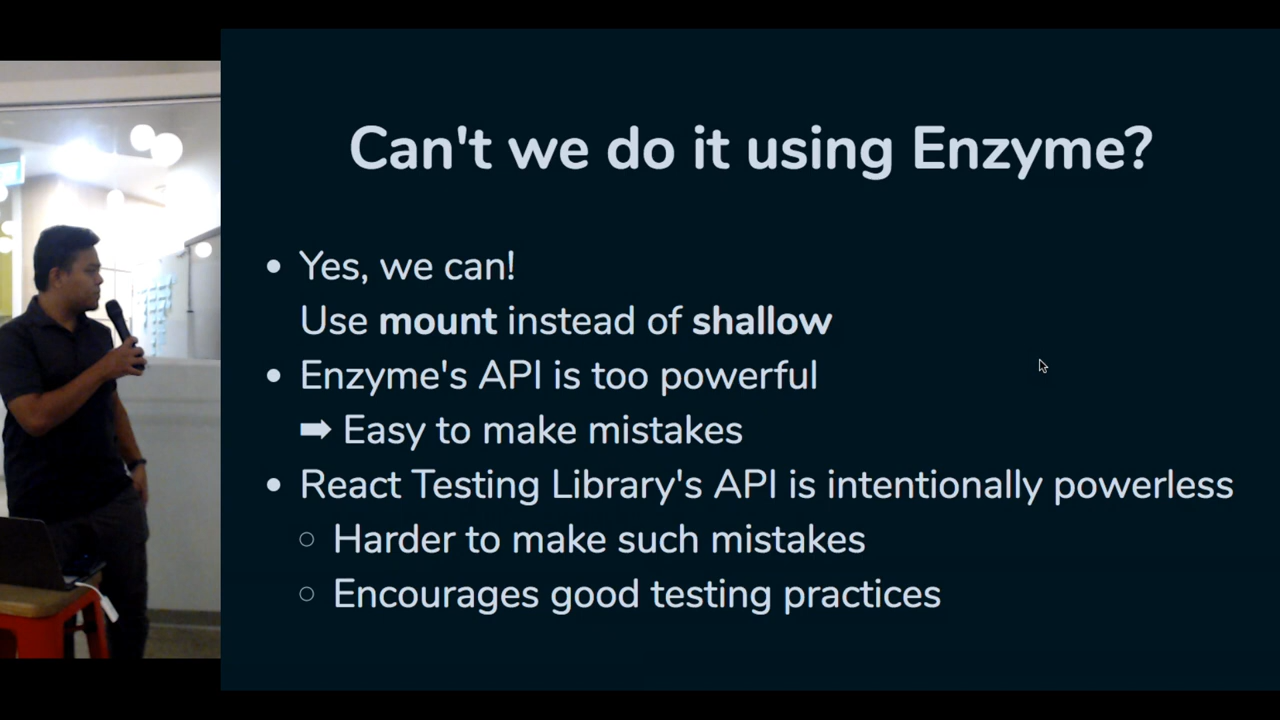 Can't we do it using Enzyme?
• Yes, we can!
Use mount instead of shallow
• Enzyme's API is too powerful
➡ Easy to make mistakes
• React Testing Library's API is intentionally powerless
○ Harder to make such mistakes
○ Encourages good testing practices